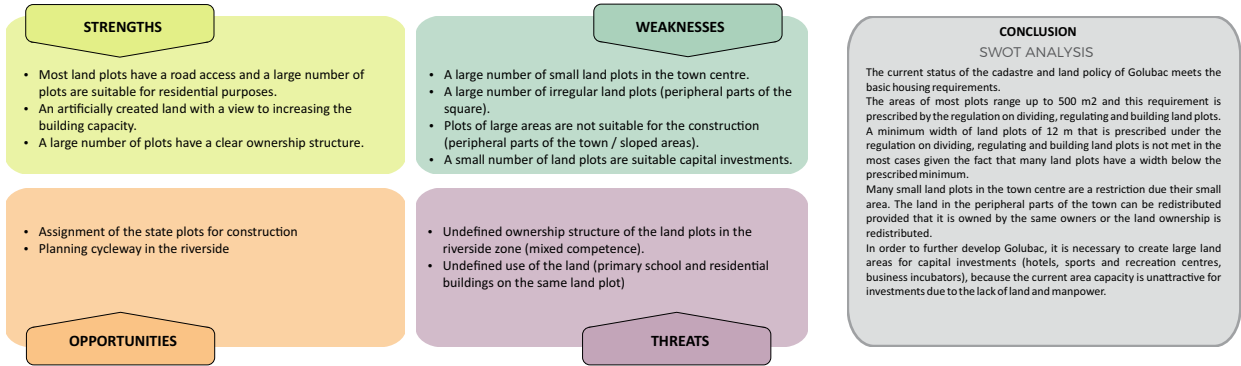 STRENGTHS
• Most land plots have a road access and a large number of
plots are suitable for residential purposes.
• An artificially created land with a view to increasing the
building capacity.
• A large number of plots have a clear ownership structure.
WEAKNESSES
• A large number of small land plots in the town centre.
• A large number of irregular land plots (peripheral parts of the
square).
• Plots of large areas are not suitable for the construction
(peripheral parts of the town / sloped areas).
• A small number of land plots are suitable capital investments.
• Assignment of the state plots for construction
• Planning cycleway in the riverside
OPPORTUNITIES
• Undefined ownership structure of the land plots in the
riverside zone (mixed competence).
• Undefined use of the land (primary school and residential
buildings on the same land plot)
THREATS
CONCLUSION
SWOT ANALYSIS
The current status of the cadastre and land policy of Golubac meets the
basic housing requirements.
The areas of most plots range up to 500 m2 and this requirement is
prescribed by the regulation on dividing, regulating and building land plots.
A minimum width of land plots of 12 m that is prescribed under the
regulation on dividing, regulating and building land plots is not met in the
most cases given the fact that many land plots have a width below the
prescribed minimum.
Many small land plots in the town centre are a restriction due their small
area. The land in the peripheral parts of the town can be redistributed
provided that it is owned by the same owners or the land ownership is
redistributed.
In order to further develop Golubac, it is necessary to create large land
areas for capital investments (hotels, sports and recreation centres,
business incubators), because the current area capacity is unattractive for
investments due to the lack of land and manpower.